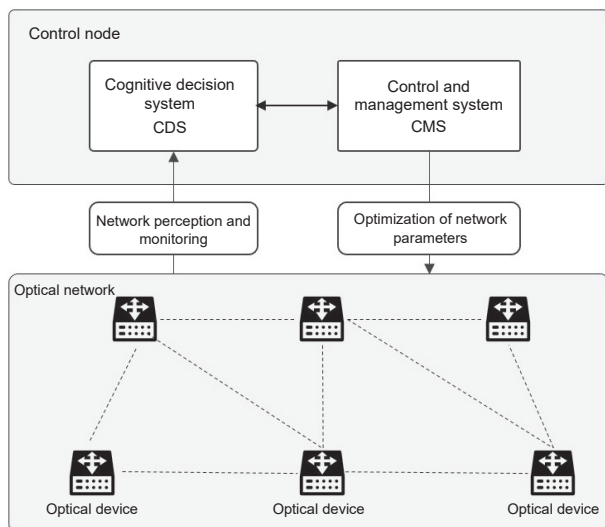 Control node
Cognitive decision
system
CDS
Control and
management system
CMS
Network perception and
monitoring
Optimization of network
parameters
Optical network
Optical device
Optical device
Optical device